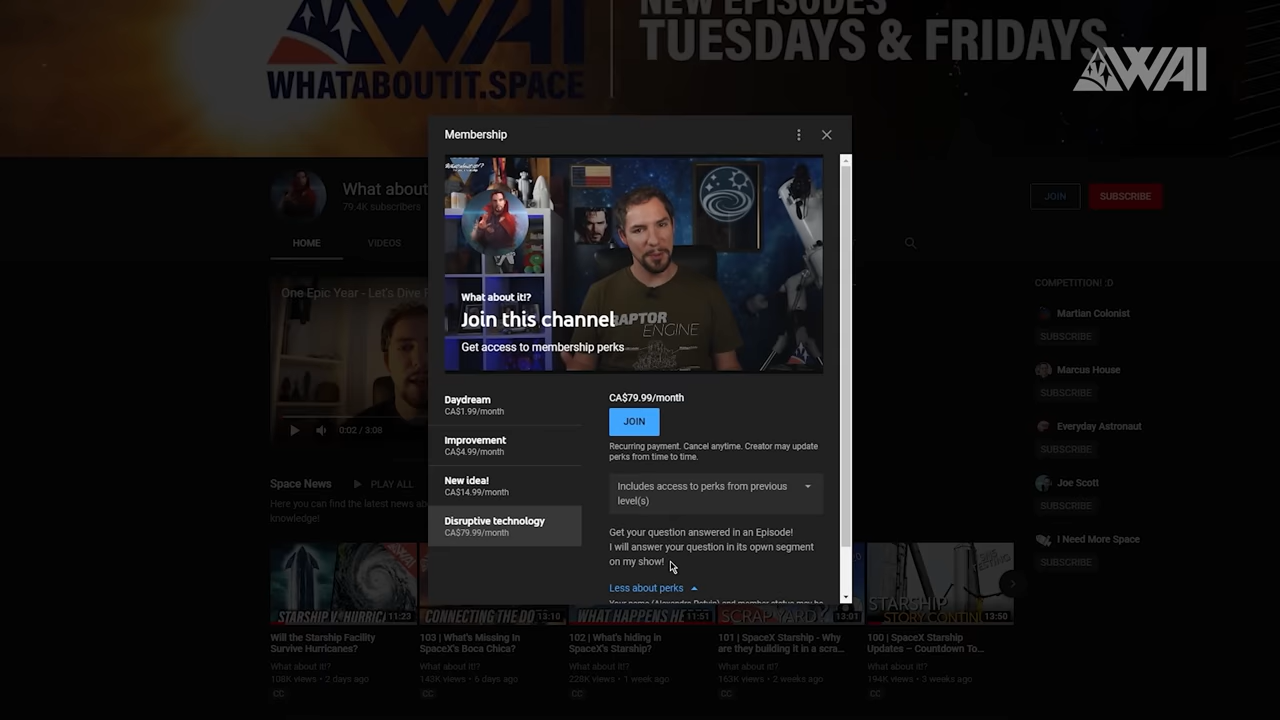 NEW EPISODES
TUESDAYS & FRIDAYS
WAI
WHATABOUTIT.SPACE
WAI
Membership
What about
79.4K subscribers
JOIN
SUBSCRIBE
HOME
VIDEOS
What about it!?
Join this channel
Get access to membership perks
RAPTOR
ENGINE
One Epic Year - Let's Dive
0:02 / 3:08
Daydream
CA$1.99/month
Improvement
CA$4.99/month
New idea!
CA$14.99/month
Disruptive technology
CA$79.99/month
CA$79.99/month
JOIN
Recurring payment. Cancel anytime. Creator may update
perks from time to time.
Includes access to perks from previous
level(s)
Get your question answered in an Episode!
I will answer your question in its opwn segment
on my show!
Less about perks
COMPETITION! :D
Martian Colonist
SUBSCRIBE
Marcus House
SUBSCRIBE
Everyday Astronaut
SUBSCRIBE
Joe Scott
SUBSCRIBE
I Need More Space
SUBSCRIBE
Space News
PLAY ALL
Here you can find the latest news abo
knowledge!
STARSHIP V. HURRIC
11:23
CONNECTING THE DO
13:10
WHAT HAPPENS HE
11:51
SCRAP YARD?
13:01
STARSHIP
STORY CONTIN
13:50
Will the Starship Facility
Survive Hurricanes?
What about it!?
108K views • 2 days ago
CC
103 | What's Missing In
SpaceX's Boca Chica?
What about it!?
143K views • 6 days ago
CC
102 | What's hiding in
SpaceX's Starship?
What about it!?
228K views • 1 week ago
CC
101 | SpaceX Starship - Why
are they building it in a scra...
What about it!?
163K views • 2 weeks ago
CC
100 | SpaceX Starship
Updates – Countdown To...
What about it!?
194K views • 3 weeks ago
CC